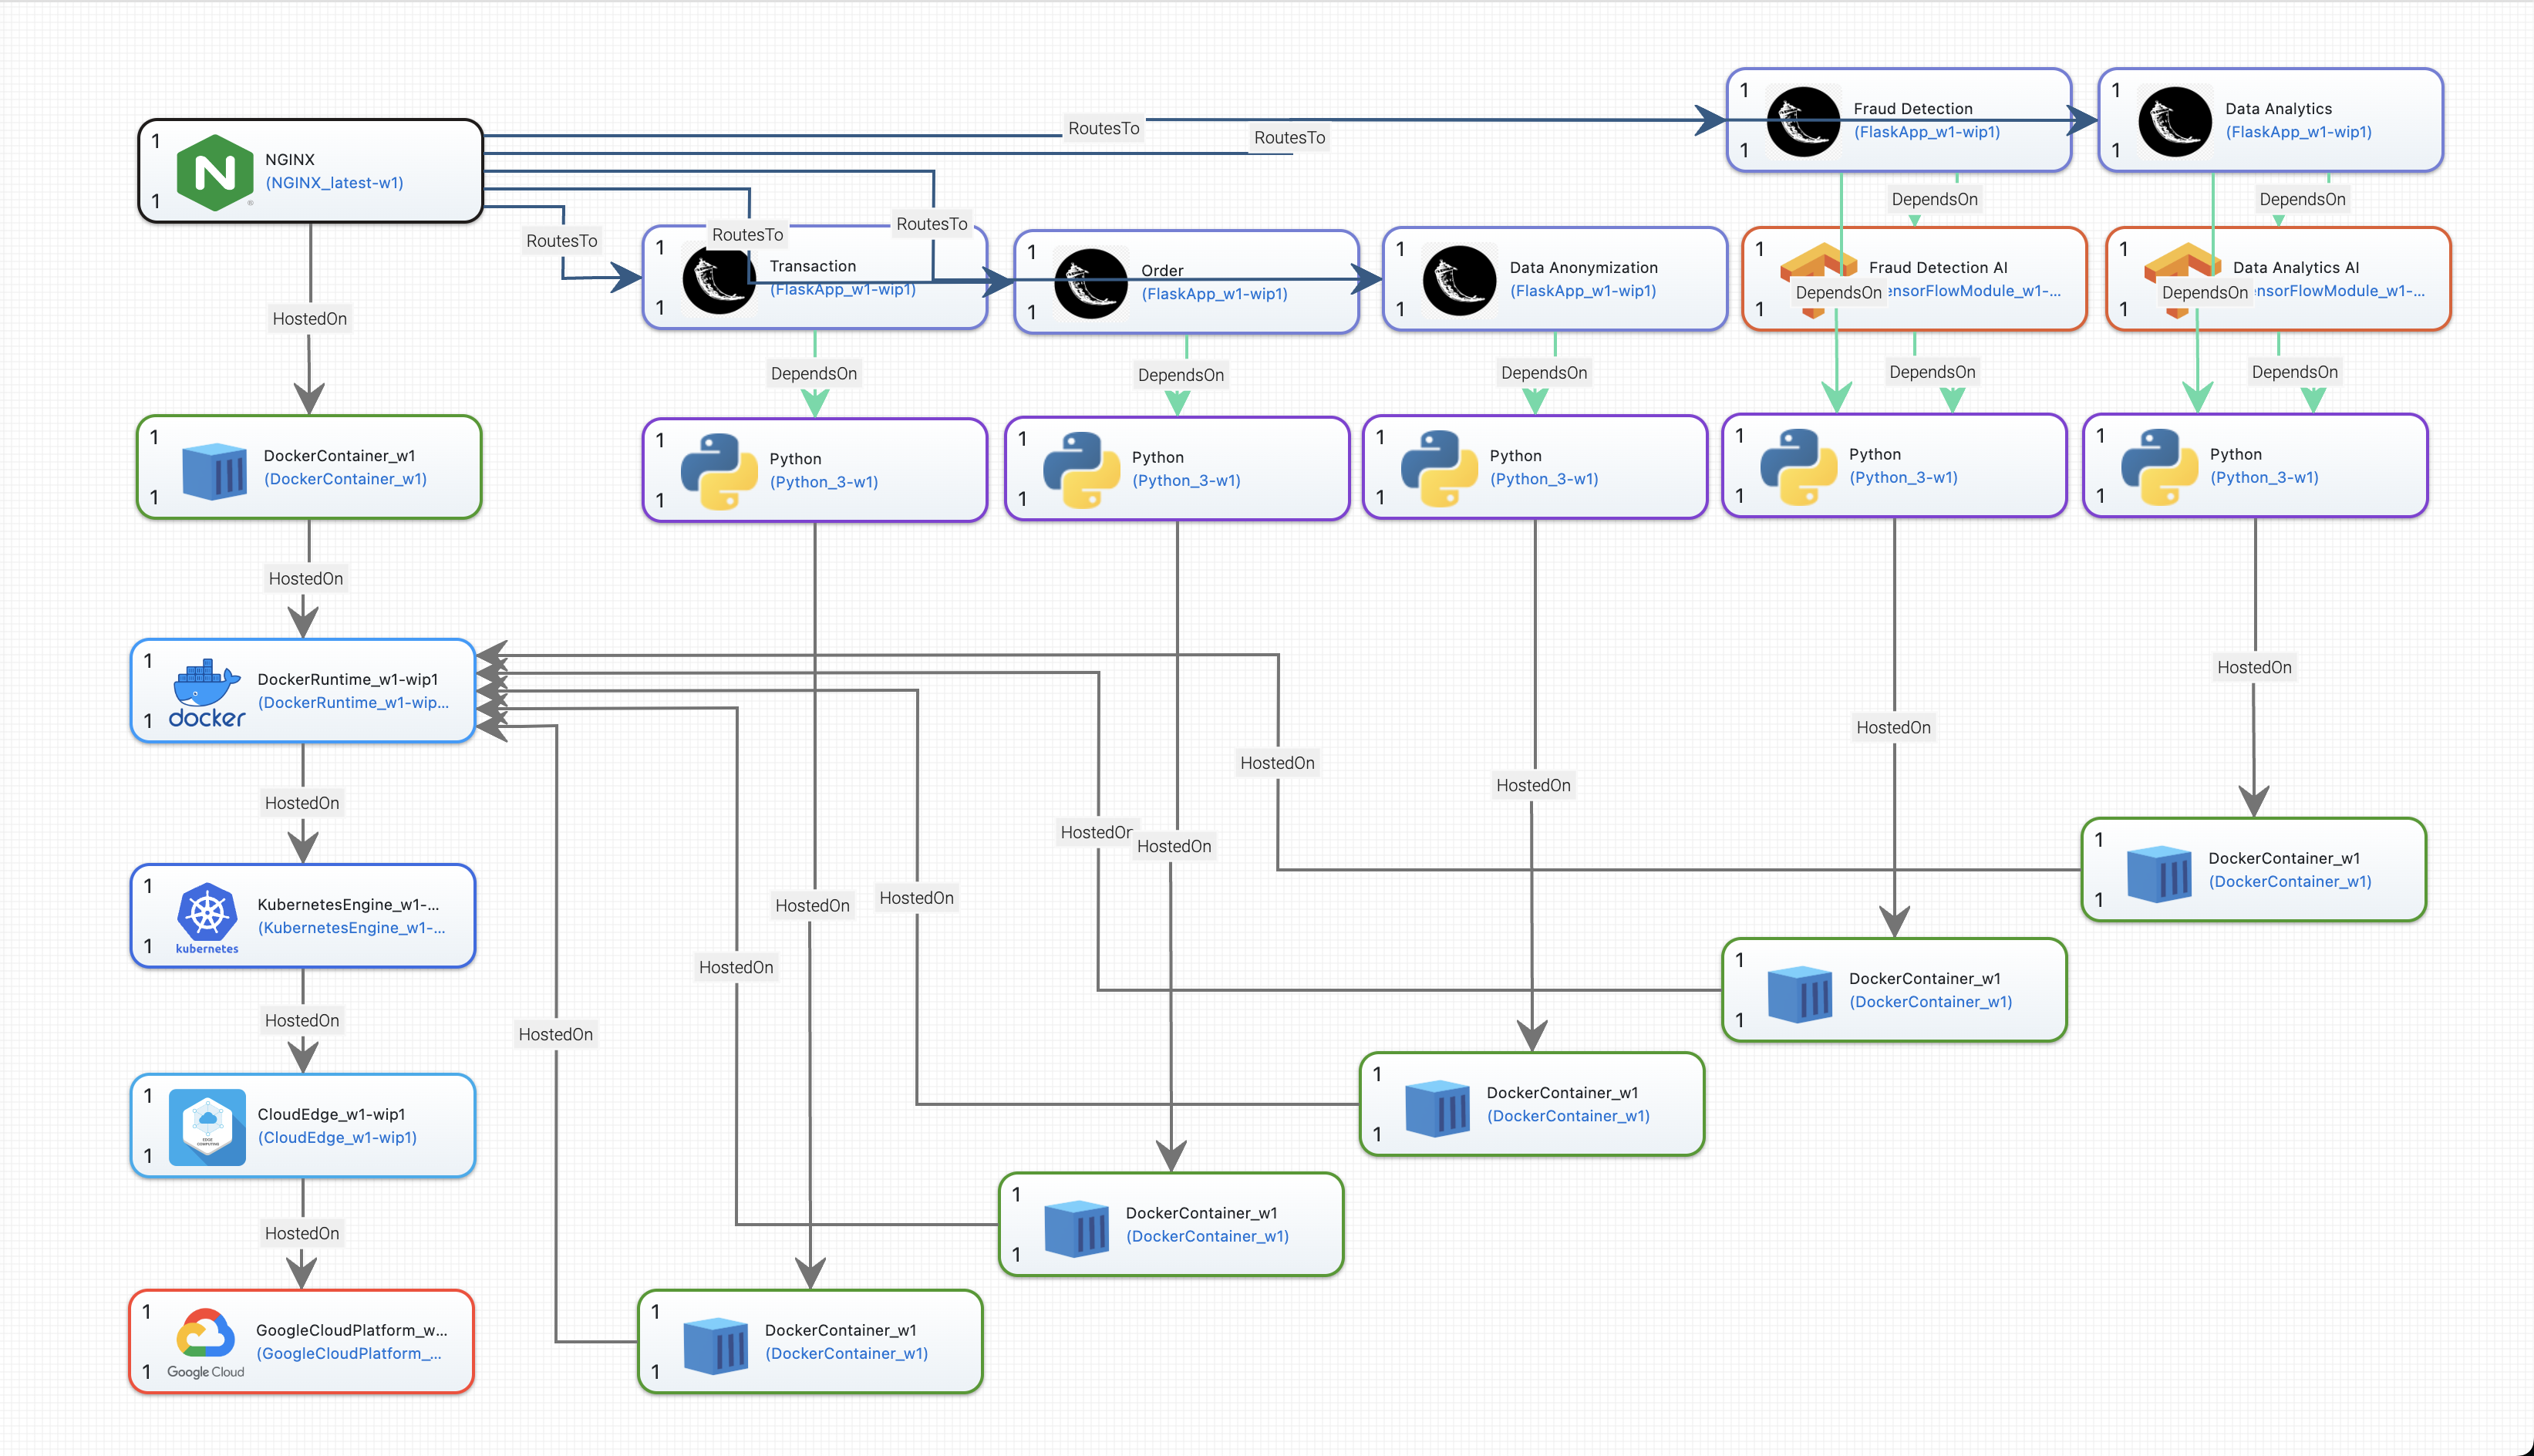 1
1
NGINX
(NGINX_latest-w1)
1
1
Fraud Detection
(FlaskApp_w1-wip1)
1
1
Data Analytics
(FlaskApp_w1-wip1)
RoutesTo
RoutesTo
RoutesTo
RoutesTo
RoutesTo
DependsOn
DependsOn
1
1
Transaction
(FlaskApp_w1-wip1)
1
1
Order
(FlaskApp_w1-wip1)
1
1
Data Anonymization
(FlaskApp_w1-wip1)
1
1
Fraud Detection AI
ensorFlowModule_w1-...
DependsOn
1
1
Data Analytics AI
ensorFlowModule_w1-...
DependsOn
HostedOn
DependsOn
DependsOn
DependsOn
DependsOn
DependsOn
1
1
DockerContainer_w1
(DockerContainer_w1)
1
1
Python
(Python_3-w1)
1
1
Python
(Python_3-w1)
1
1
Python
(Python_3-w1)
1
1
Python
(Python_3-w1)
1
1
Python
(Python_3-w1)
HostedOn
1
1
docker
DockerRuntime_w1-wip1
(DockerRuntime_w1-wip...
HostedOn
HostedOn
HostedOn
HostedOn
HostedOn
HostedOn
HostedOn
HostedOn
HostedOn
HostedOn
HostedOn
1
1
DockerContainer_w1
(DockerContainer_w1)
1
1
kubernetes
KubernetesEngine_w1-...
(KubernetesEngine_w1-...
1
1
DockerContainer_w1
(DockerContainer_w1)
HostedOn
HostedOn
1
1
CloudEdge_w1-wip1
(CloudEdge_w1-wip1)
1
1
DockerContainer_w1
(DockerContainer_w1)
1
1
DockerContainer_w1
(DockerContainer_w1)
1
1
Google Cloud
GoogleCloudPlatform_w...
(GoogleCloudPlatform_...
1
1
DockerContainer_w1
(DockerContainer_w1)